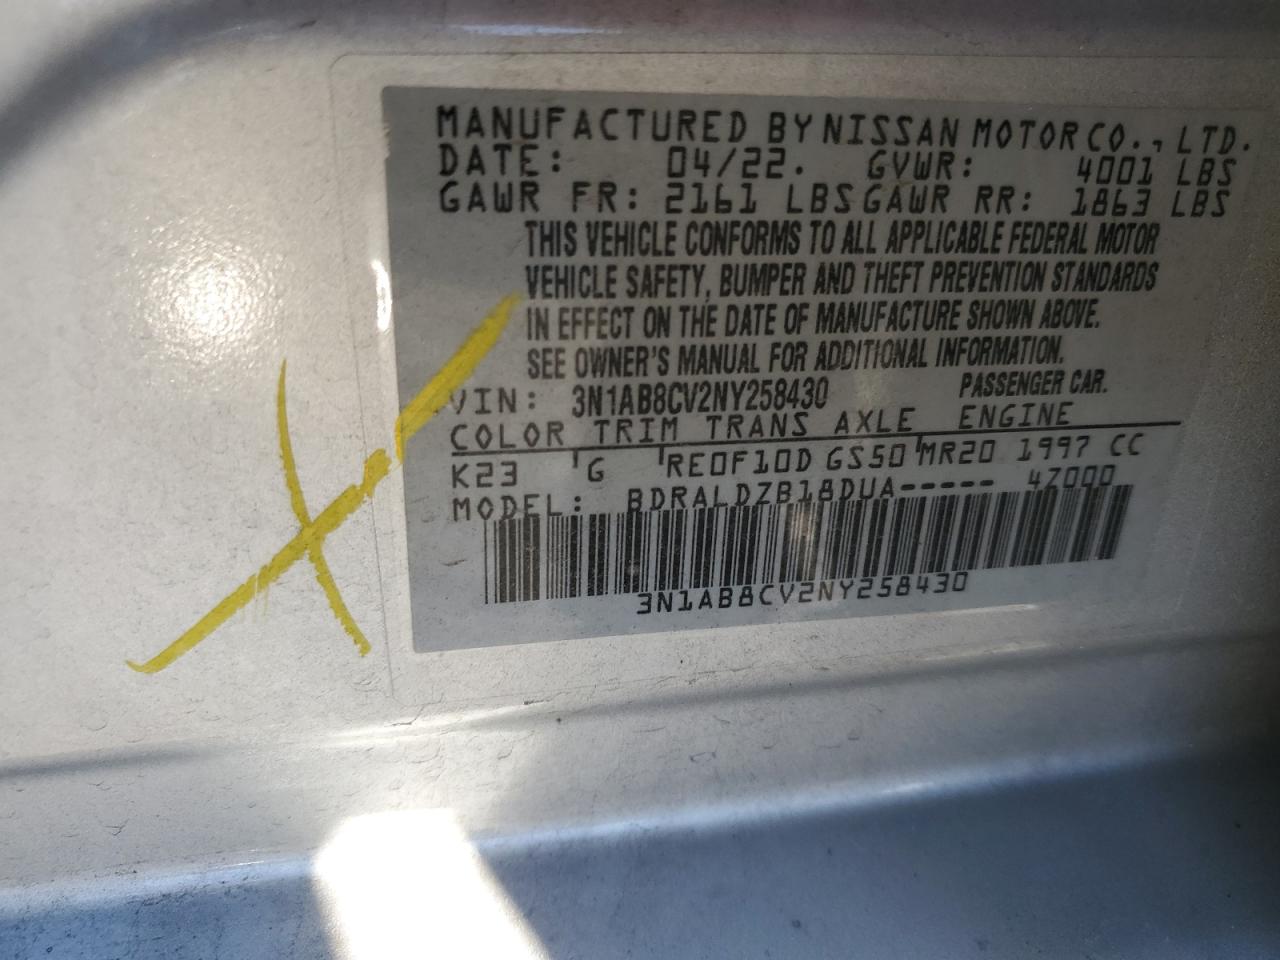 MANUFACTURED BY NISSAN MOTOR CO., LTD.
DATE: 04/22. GVWR: 4001 LBS
GAWR FR: 2161 LBS GAWR RR: 1863 LBS
THIS VEHICLE CONFORMS TO ALL APPLICABLE FEDERAL MOTOR
VEHICLE SAFETY, BUMPER AND THEFT PREVENTION STANDARDS
IN EFFECT ON THE DATE OF MANUFACTURE SHOWN ABOVE.
SEE OWNER'S MANUAL FOR ADDITIONAL INFORMATION.
VIN: 3N1AB8CV2NY258430 PASSENGER CAR.
COLOR TRIM TRANS AXLE ENGINE
K23 G RE0F10D GS50 MR20 1997 CC
MODEL: BDRALDZB18DUA----- 47000
3N1AB8CV2NY258430